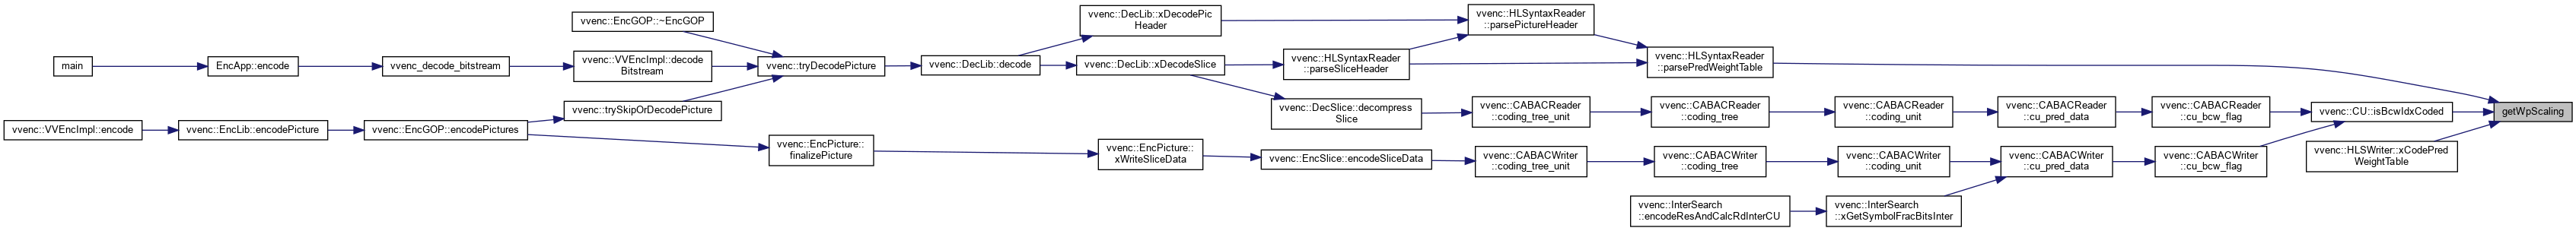 main
EncApp::encode
vvenc_decode_bitstream
vvenc::EncGOP::~EncGOP
vvenc::VVEncImpl::decode
Bitstream
vvenc::tryDecodePicture
vvenc::trySkipOrDecodePicture
vvenc::VVEncImpl::encode
vvenc::EncLib::encodePicture
vvenc::EncGOP::encodePictures
vvenc::EncPicture::
finalizePicture
vvenc::DecLib::decode
vvenc::DecLib::xDecodePic
Header
vvenc::DecLib::xDecodeSlice
vvenc::EncPicture::
xWriteSliceData
vvenc::HLSyntaxReader
::parsePictureHeader
vvenc::HLSyntaxReader
::parseSliceHeader
vvenc::HLSyntaxReader
::parsePredWeightTable
vvenc::DecSlice::decompress
Slice
vvenc::EncSlice::encodeSliceData
vvenc::CABACReader
::coding_tree_unit
vvenc::CABACReader
::coding_tree
vvenc::CABACReader
::coding_unit
vvenc::CABACReader
::cu_pred_data
vvenc::CABACReader
::cu_bcw_flag
vvenc::CU::isBcwIdxCoded
getWpScaling
vvenc::CABACWriter
::coding_tree_unit
vvenc::CABACWriter
::coding_tree
vvenc::CABACWriter
::coding_unit
vvenc::CABACWriter
::cu_pred_data
vvenc::CABACWriter
::cu_bcw_flag
vvenc::HLSWriter::xCodePred
WeightTable
vvenc::InterSearch
::encodeResAndCalcRdInterCU
vvenc::InterSearch
::xGetSymbolFracBitsInter